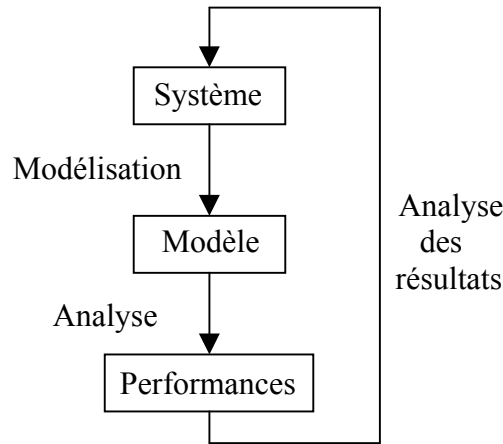 Système
Modélisation
Modèle
Analyse
Performances
Analyse
des
résultats